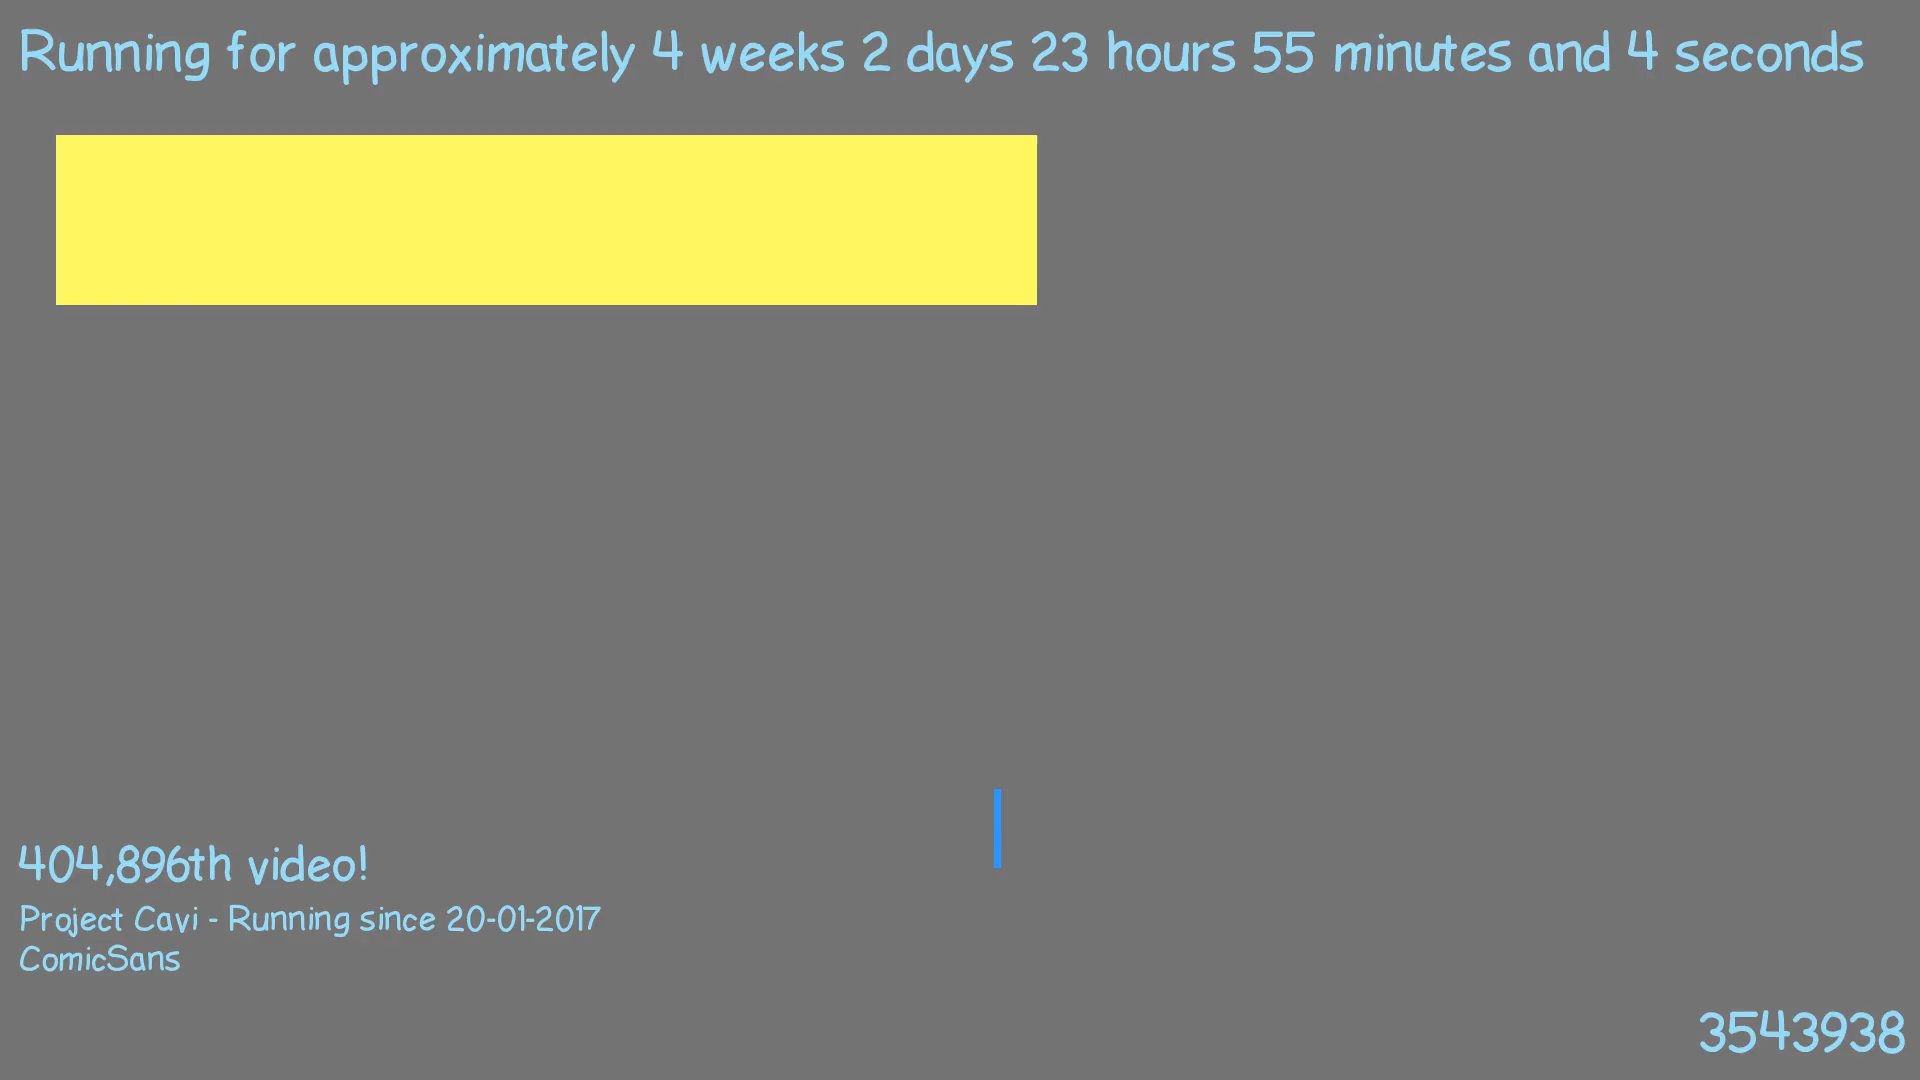 Running for approximately 4 weeks 2 days 23 hours 55 minutes and 4 seconds
404,896th video!
Project Cavi - Running since 20-01-2017
ComicSans
3543938